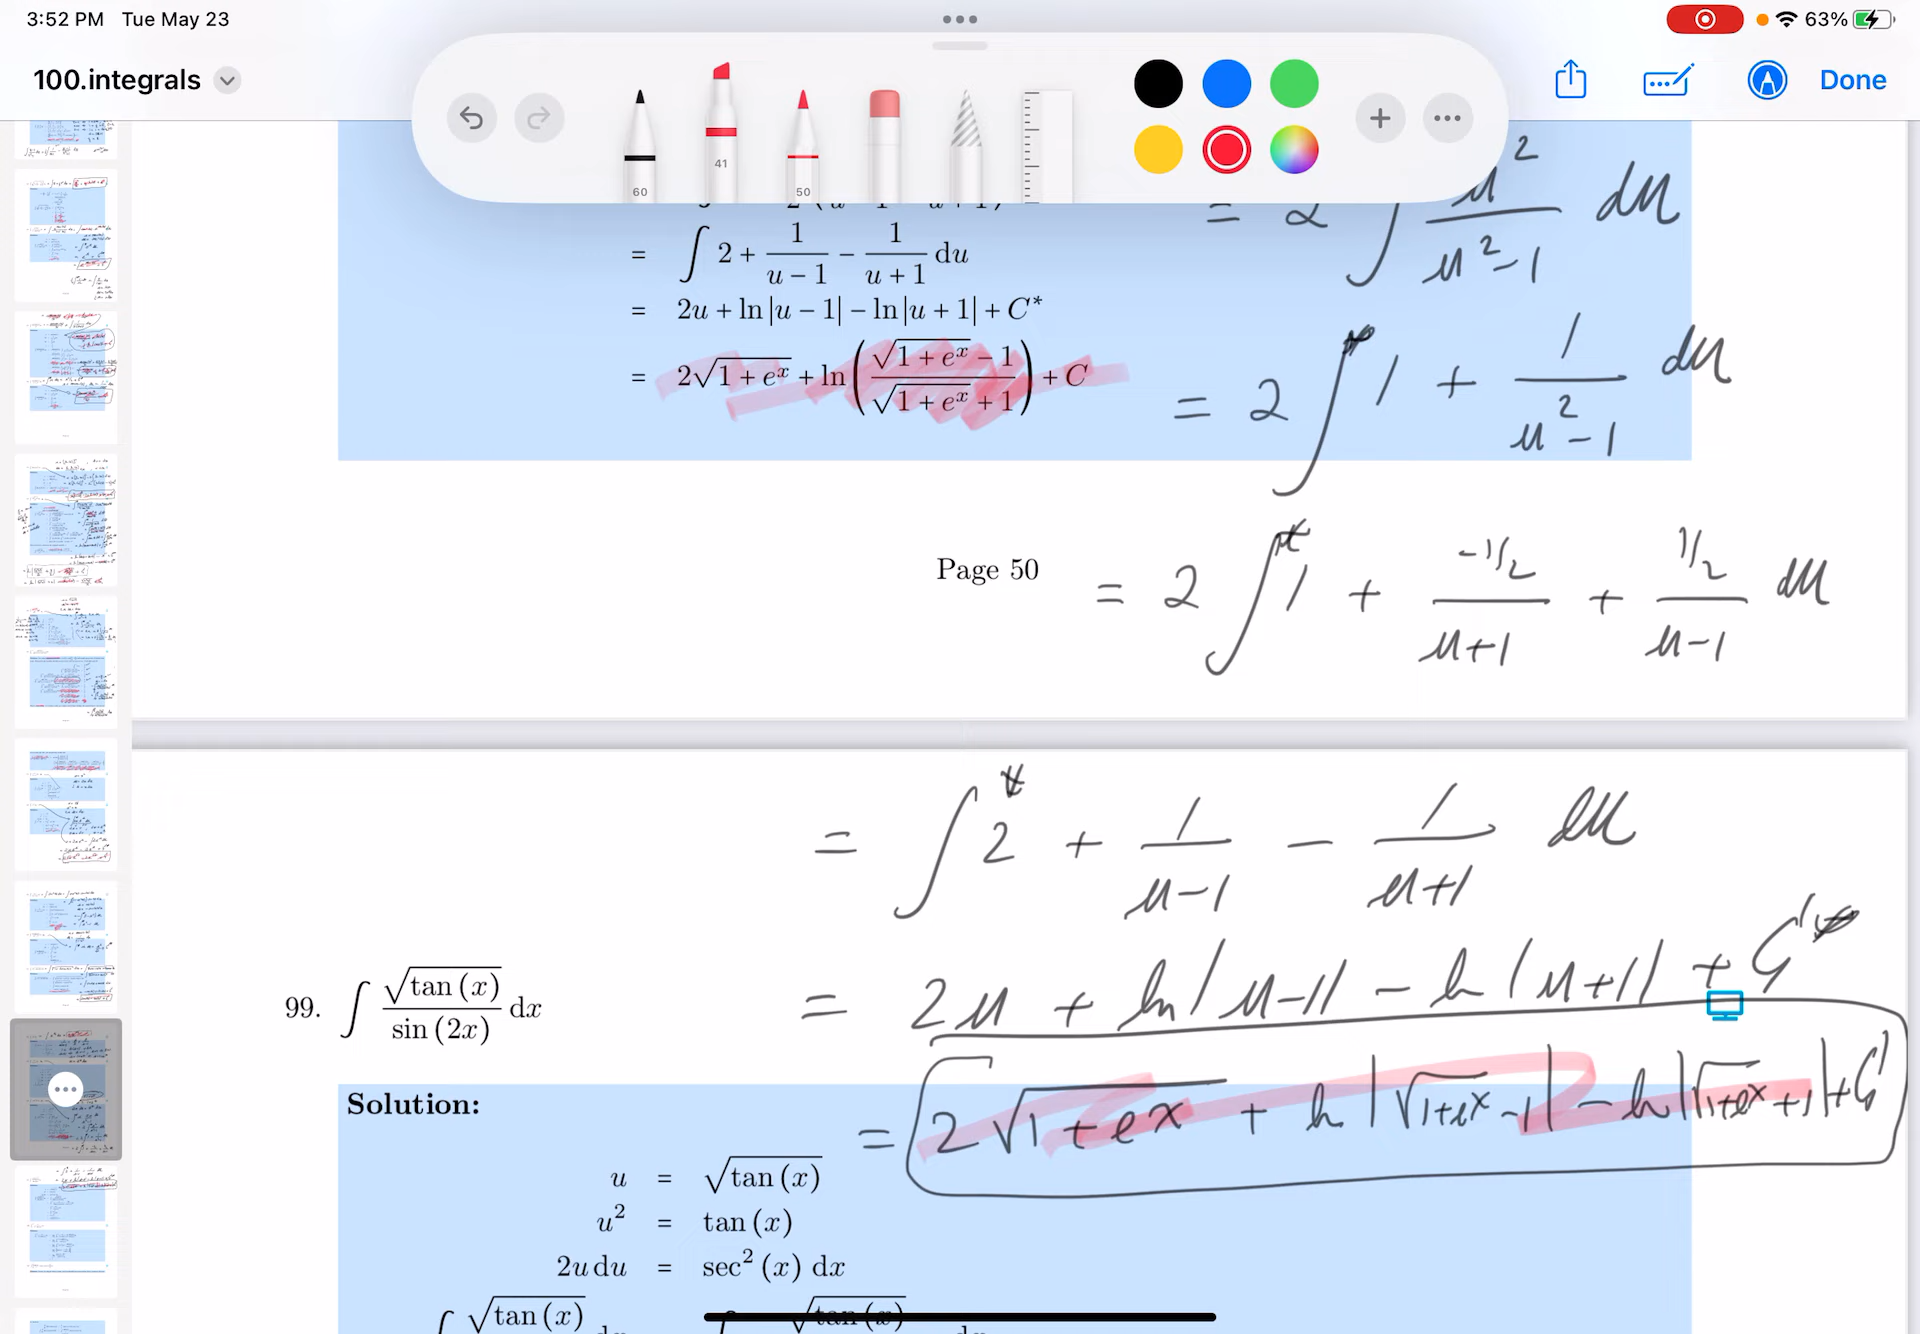 3:52 PM Tue May 23
63%
100.integrals
Done
60 41 50
= ∫ 2 + 1/(u − 1) − 1/(u + 1) du
= 2u + ln|u − 1| − ln|u + 1| + C*
= 2√(1 + e^x) + ln((√(1 + e^x) − 1)/(√(1 + e^x) + 1)) + C
= 2 ∫ u²/(u²−1) du
= 2 ∫ 1 + 1/(u²−1) du
Page 50
= 2 ∫ 1 + (−1/2)/(u+1) + (1/2)/(u−1) du
= ∫ 2 + 1/(u−1) − 1/(u+1) du
= 2u + ln|u−1| − ln|u+1| + C*
99. ∫ √(tan (x))/sin (2x) dx
= 2√(1+e^x) + ln|√(1+e^x) −1| − ln|√(1+e^x) +1| + C
Solution:
u = √(tan (x))
u² = tan (x)
2u du = sec² (x) dx
∫ √(tan (x)) √(tan (x))